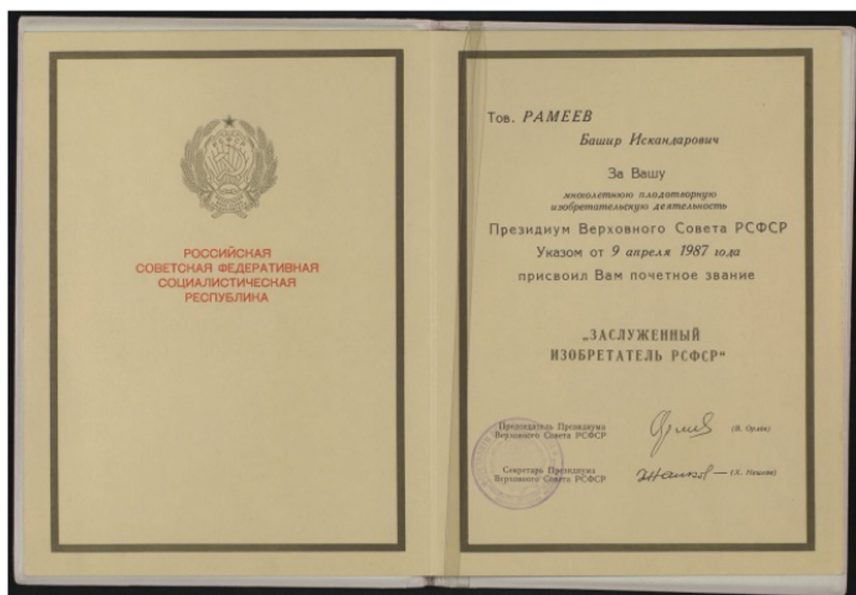 РОССИЙСКАЯ
СОВЕТСКАЯ ФЕДЕРАТИВНАЯ
СОЦИАЛИСТИЧЕСКАЯ
РЕСПУБЛИКА
Тов. РАМЕЕВ
Башир Искандарович
За Вашу
многолетнюю плодотворную
изобретательскую деятельность
Президиум Верховного Совета РСФСР
Указом от 9 апреля 1987 года
присвоил Вам почетное звание
„ЗАСЛУЖЕННЫЙ
ИЗОБРЕТАТЕЛЬ РСФСР“
Председатель Президиума
Верховного Совета РСФСР
(В. Орлов)
Секретарь Президиума
Верховного Совета РСФСР
(Х. Нешков)